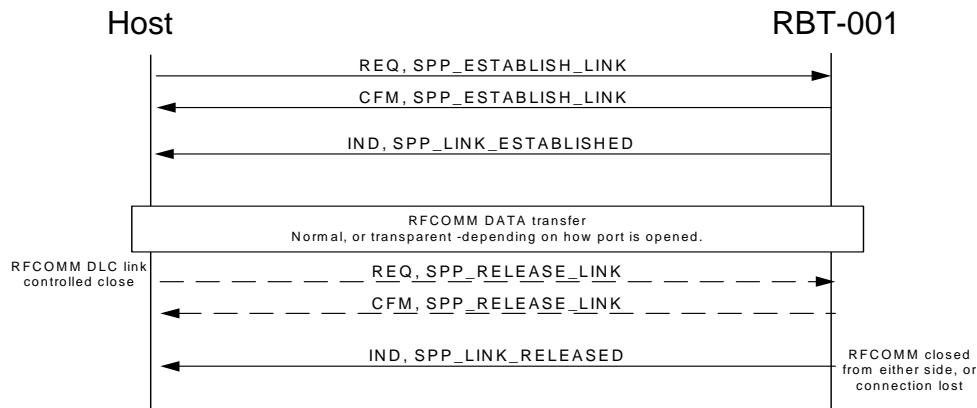 Host
RBT-001
REQ, SPP_ESTABLISH_LINK
CFM, SPP_ESTABLISH_LINK
IND, SPP_LINK_ESTABLISHED
RFCOMM DATA transfer
Normal, or transparent -depending on how port is opened.
RFCOMM DLC link
controlled close
REQ, SPP_RELEASE_LINK
CFM, SPP_RELEASE_LINK
IND, SPP_LINK_RELEASED
RFCOMM closed
from either side, or
connection lost